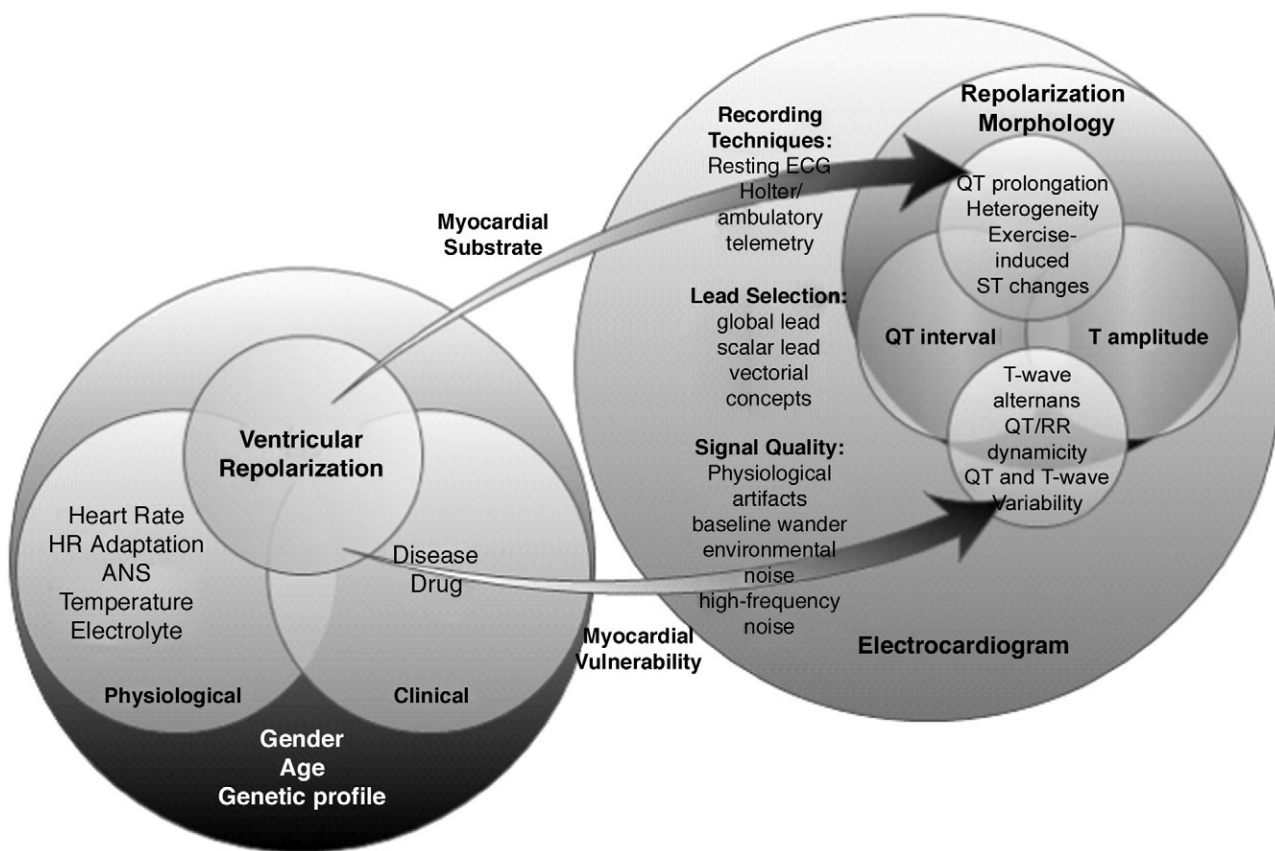 Repolarization
Morphology
Recording
Techniques:
Resting ECG
Holter/
ambulatory
telemetry
QT prolongation
Heterogeneity
Exercise-
induced
ST changes
Myocardial
Substrate
Lead Selection:
global lead
scalar lead
vectorial
concepts
QT interval
T amplitude
T-wave
alternans
QT/RR
dynamicity
QT and T-wave
Variability
Signal Quality:
Physiological
artifacts
baseline wander
environmental
noise
high-frequency
noise
Ventricular
Repolarization
Heart Rate
HR Adaptation
ANS
Temperature
Electrolyte
Disease
Drug
Myocardial
Vulnerability
Electrocardiogram
Physiological
Clinical
Gender
Age
Genetic profile